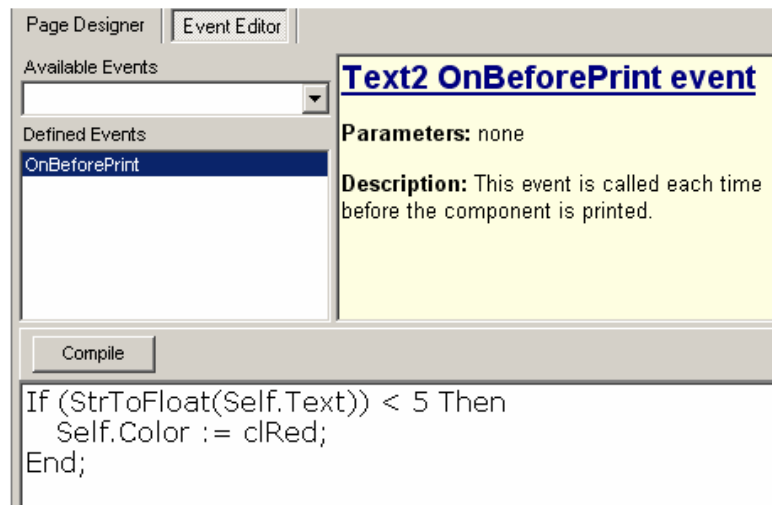 Page Designer
Event Editor
Available Events
Defined Events
OnBeforePrint
Text2 OnBeforePrint event
Parameters: none
Description: This event is called each time
before the component is printed.
Compile
If (StrToFloat(Self.Text)) < 5 Then
Self.Color := clRed;
End;